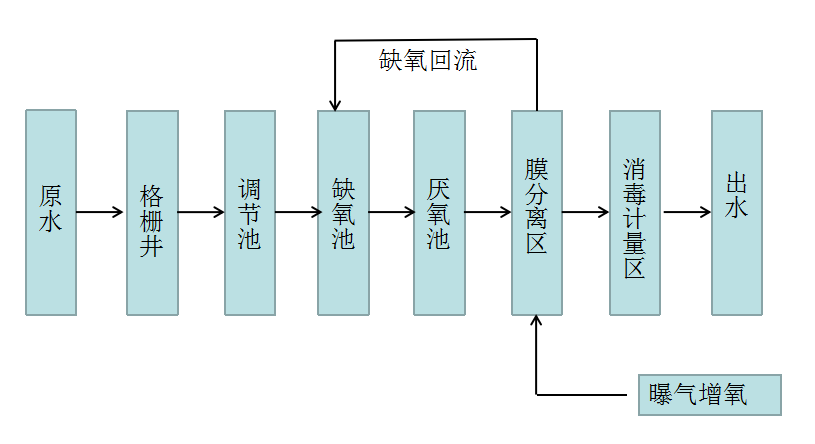 缺氧回流
原水
格栅井
调节池
缺氧池
厌氧池
膜分离区
消毒计量区
出水
曝气增氧